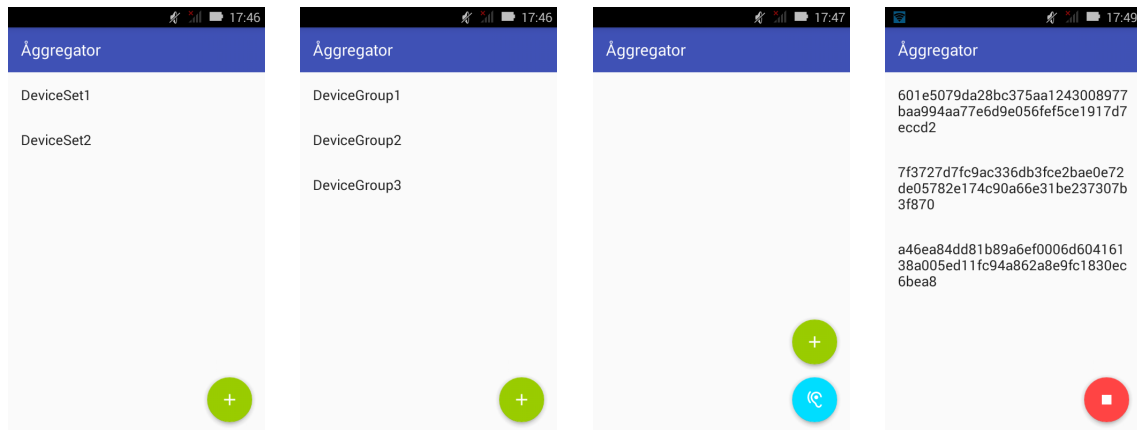 17:46
Åggregator
DeviceSet1
DeviceSet2
17:46
Åggregator
DeviceGroup1
DeviceGroup2
DeviceGroup3
17:47
Åggregator
17:49
Åggregator
601e5079da28bc375aa1243008977
baa994aa77e6d9e056fef5ce1917d7
eccd2
7f3727d7fc9ac336db3fce2bae0e72
de05782e174c90a66e31be237307b
3f870
a46ea84dd81b89a6ef0006d604161
38a005ed11fc94a862a8e9fc1830ec
6bea8